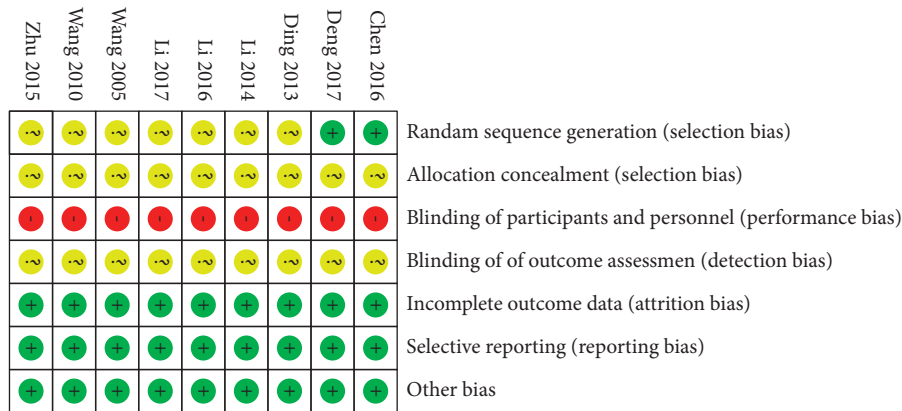 Zhu 2015
Wang 2010
Wang 2005
Li 2017
Li 2016
Li 2014
Ding 2013
Deng 2017
Chen 2016
? ? ? ? ? ? ? + + Randam sequence generation (selection bias)
? ? ? ? ? ? ? ? ? Allocation concealment (selection bias)
- - - - - - - - - Blinding of participants and personnel (performance bias)
? ? ? ? ? ? ? ? ? Blinding of of outcome assessmen (detection bias)
+ + + + + + + + + Incomplete outcome data (attrition bias)
+ + + + + + + + + Selective reporting (reporting bias)
+ + + + + + + + + Other bias